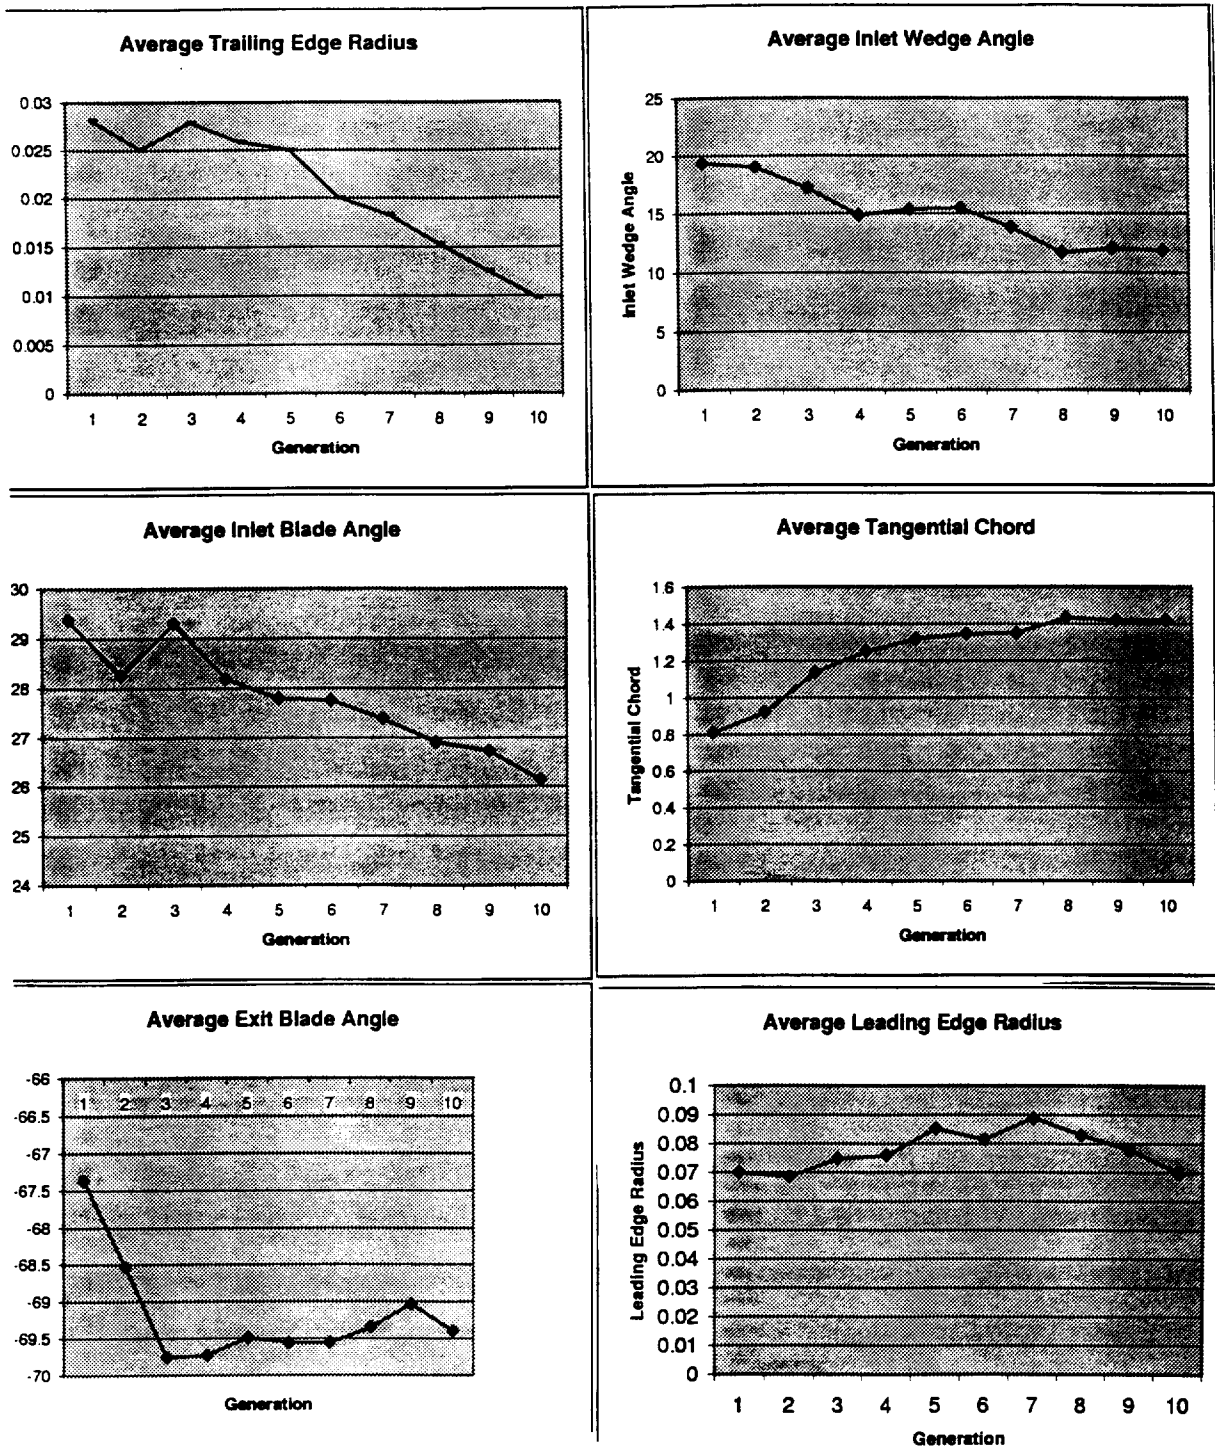 Average Trailing Edge Radius
0.03
0.025
0.02
0.015
0.01
0.005
0
1 2 3 4 5 6 7 8 9 10
Generation
Average Inlet Wedge Angle
Inlet Wedge Angle
25
20
15
10
5
0
1 2 3 4 5 6 7 8 9 10
Generation
Average Inlet Blade Angle
30
29
28
27
26
25
24
1 2 3 4 5 6 7 8 9 10
Generation
Average Tangential Chord
Tangential Chord
1.6
1.4
1.2
1
0.8
0.6
0.4
0.2
0
1 2 3 4 5 6 7 8 9 10
Generation
Average Exit Blade Angle
-66
1 2 3 4 5 6 7 8 9 10
-66.5
-67
-67.5
-68
-68.5
-69
-69.5
-70
Generation
Average Leading Edge Radius
Leading Edge Radius
0.1
0.09
0.08
0.07
0.06
0.05
0.04
0.03
0.02
0.01
0
1 2 3 4 5 6 7 8 9 10
Generation